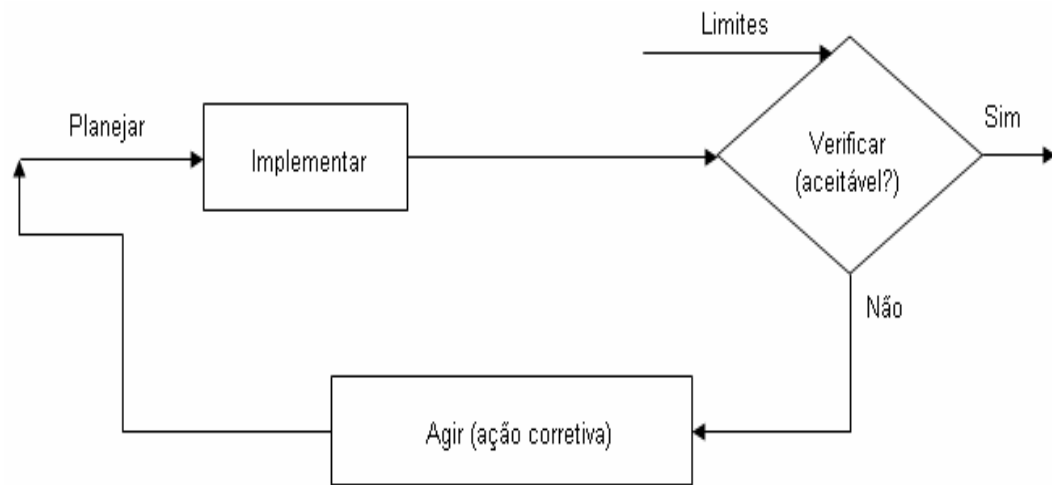 Limites
Planejar
Sim
Implementar
Verificar
(aceitável?)
Não
Agir (ação corretiva)